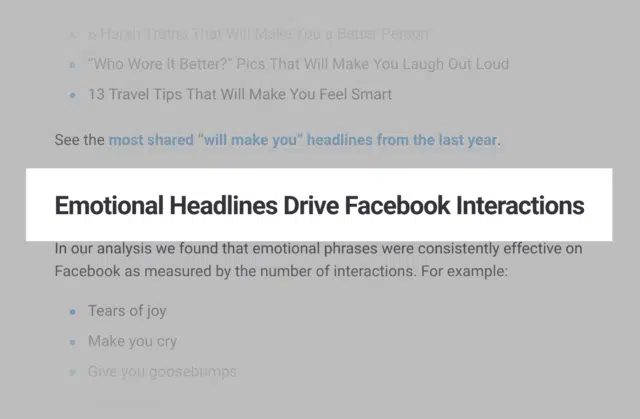 6 Harsh Truths That Will Make You a Better Person
“Who Wore It Better?” Pics That Will Make You Laugh Out Loud
13 Travel Tips That Will Make You Feel Smart
See the most shared “will make you” headlines from the last year.
Emotional Headlines Drive Facebook Interactions
In our analysis we found that emotional phrases were consistently effective on
Facebook as measured by the number of interactions. For example:
Tears of joy
Make you cry
Give you goosebumps